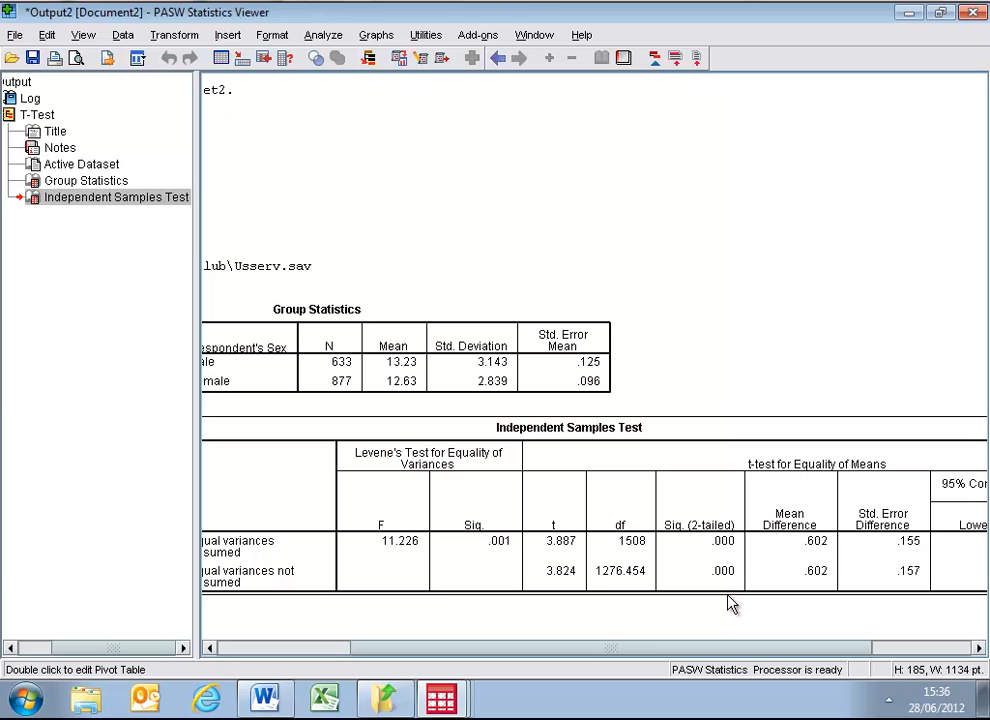 *Output2 [Document2] - PASW Statistics Viewer
File Edit View Data Transform Insert Format Analyze Graphs Utilities Add-ons Window Help
utput
Log
T-Test
Title
Notes
Active Dataset
Group Statistics
Independent Samples Test
et2.
lub\Usserv.sav
Group Statistics
espondent's Sex N Mean Std. Deviation Std. Error Mean
ale 633 13.23 3.143 .125
male 877 12.63 2.839 .096
Independent Samples Test
Levene's Test for Equality of Variances t-test for Equality of Means
95% Con
F Sig. t df Sig. (2-tailed) Mean Difference Std. Error Difference Lowe
qual variances sumed 11.226 .001 3.887 1508 .000 .602 .155
qual variances not sumed 3.824 1276.454 .000 .602 .157
Double click to edit Pivot Table PASW Statistics Processor is ready H: 185, W: 1134 pt.
15:36
28/06/2012